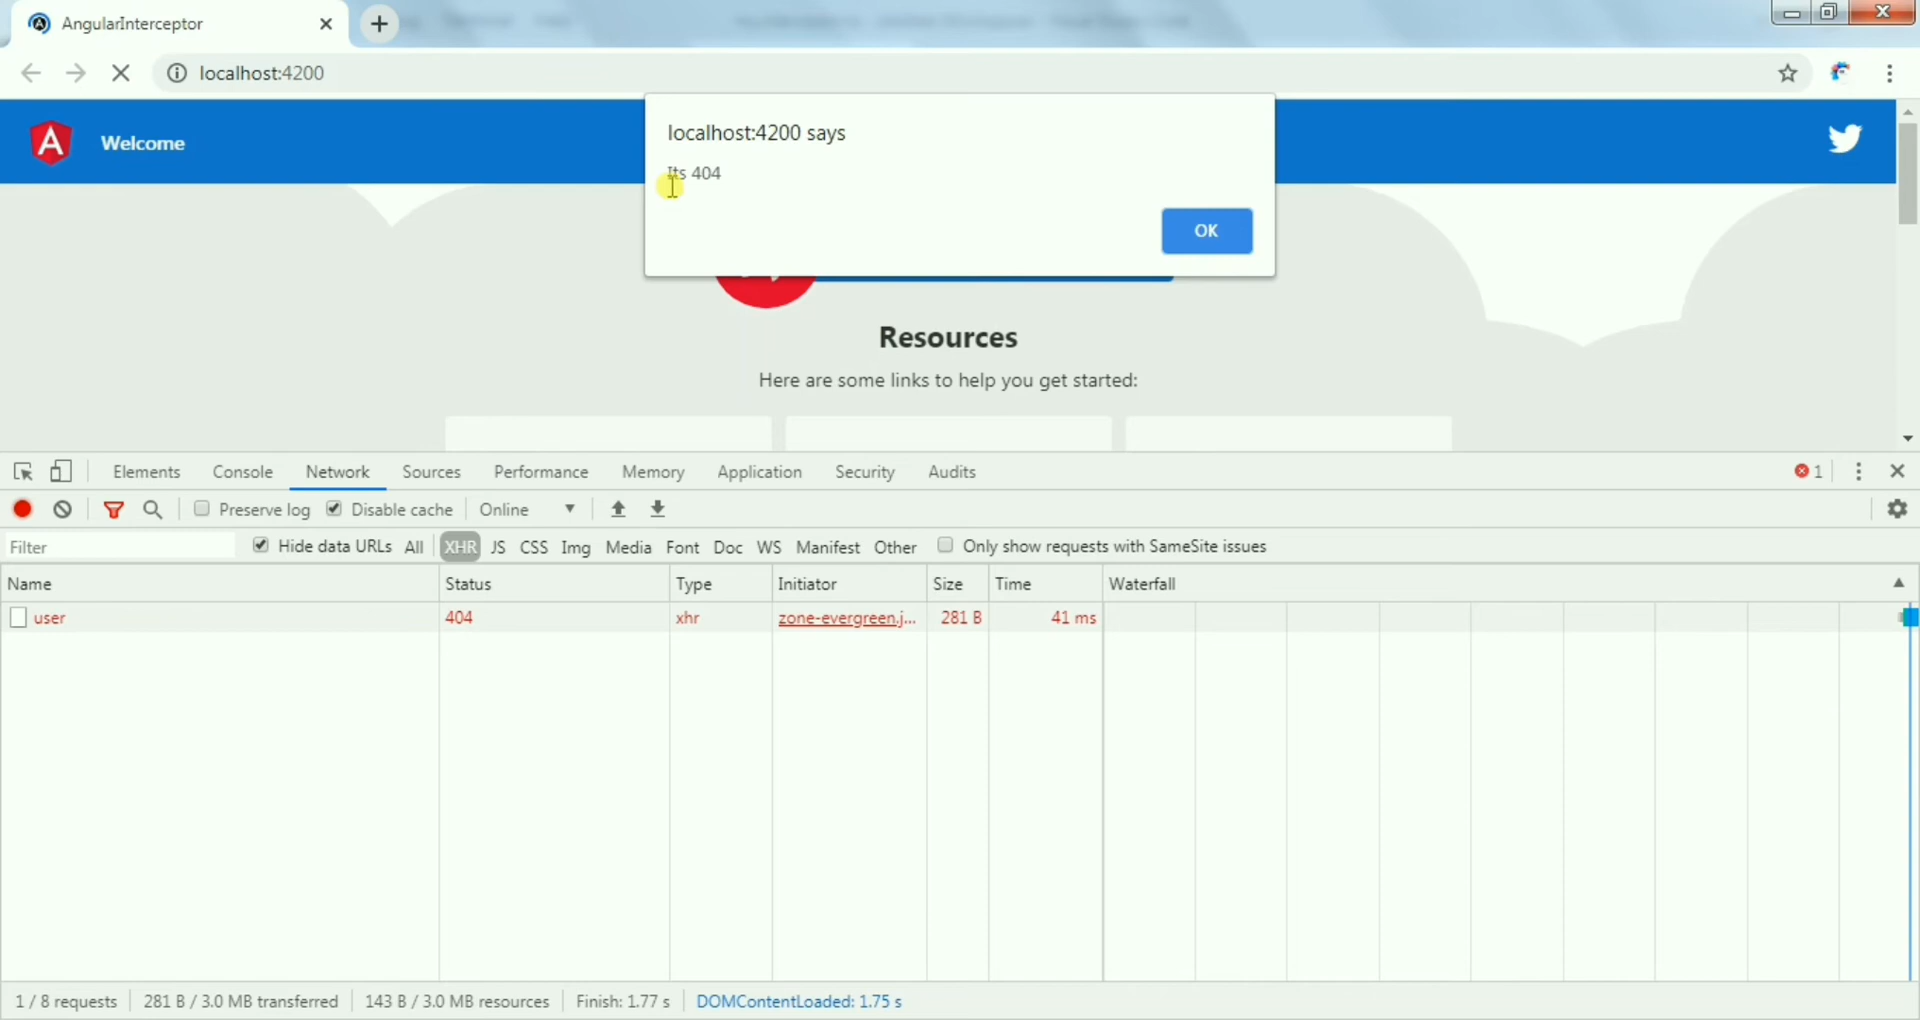 AngularInterceptor
localhost:4200
Welcome
localhost:4200 says
Its 404
OK
Resources
Here are some links to help you get started:
Elements Console Network Sources Performance Memory Application Security Audits 1
Preserve log Disable cache Online
Filter Hide data URLs All XHR JS CSS Img Media Font Doc WS Manifest Other Only show requests with SameSite issues
Name Status Type Initiator Size Time Waterfall
user 404 xhr zone-evergreen.j... 281 B 41 ms
1 / 8 requests 281 B / 3.0 MB transferred 143 B / 3.0 MB resources Finish: 1.77 s DOMContentLoaded: 1.75 s